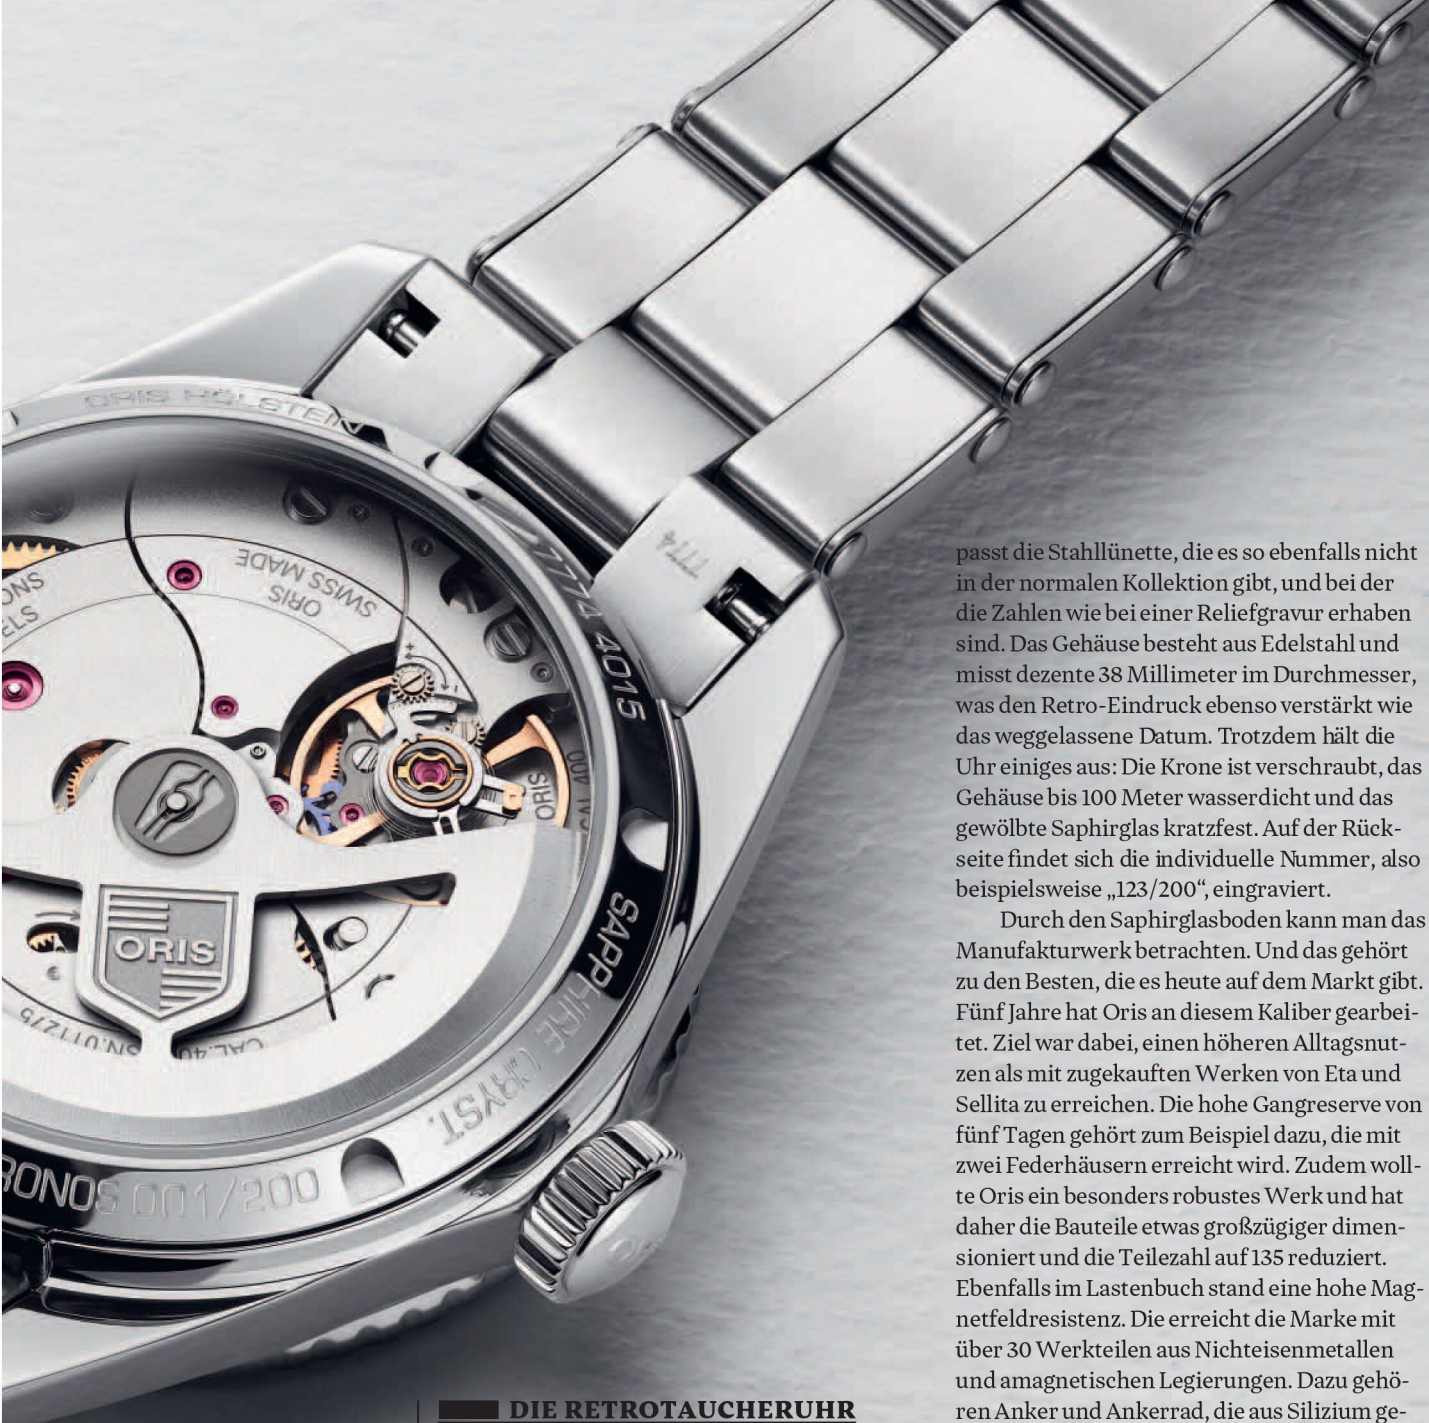 ORIS HÖLSTEIN
7774 4015
SAPPHIRE CRYST.
RONOS 001/200
SWISS MADE
ORIS
ONS
ELS
ORIS
CAL 400
ORIS
SN.011275
CAL.40
7774
passt die Stahllünette, die es so ebenfalls nicht
in der normalen Kollektion gibt, und bei der
die Zahlen wie bei einer Reliefgravur erhaben
sind. Das Gehäuse besteht aus Edelstahl und
misst dezente 38 Millimeter im Durchmesser,
was den Retro-Eindruck ebenso verstärkt wie
das weggelassene Datum. Trotzdem hält die
Uhr einiges aus: Die Krone ist verschraubt, das
Gehäuse bis 100 Meter wasserdicht und das
gewölbte Saphirglas kratzfest. Auf der Rück-
seite findet sich die individuelle Nummer, also
beispielsweise „123/200“, eingraviert.
Durch den Saphirglasboden kann man das
Manufakturwerk betrachten. Und das gehört
zu den Besten, die es heute auf dem Markt gibt.
Fünf Jahre hat Oris an diesem Kaliber gearbei-
tet. Ziel war dabei, einen höheren Alltagsnut-
zen als mit zugekauften Werken von Eta und
Sellita zu erreichen. Die hohe Gangreserve von
fünf Tagen gehört zum Beispiel dazu, die mit
zwei Federhäusern erreicht wird. Zudem woll-
te Oris ein besonders robustes Werk und hat
daher die Bauteile etwas großzügiger dimen-
sioniert und die Teilezahl auf 135 reduziert.
Ebenfalls im Lastenbuch stand eine hohe Mag-
netfeldresistenz. Die erreicht die Marke mit
über 30 Werkteilen aus Nichteisenmetallen
und amagnetischen Legierungen. Dazu gehö-
ren Anker und Ankerrad, die aus Silizium ge-
DIE RETROTAUCHERUHR